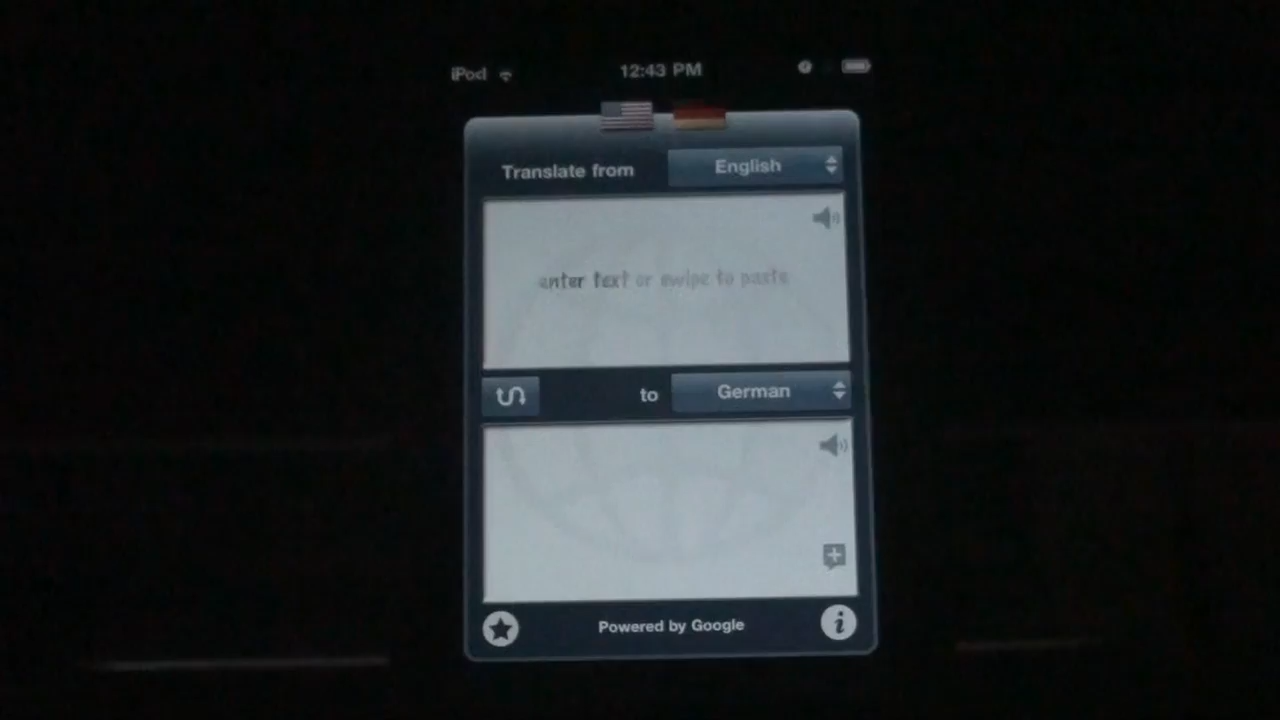 iPod 12:43 PM
Translate from English
enter text or swipe to paste
to German
Powered by Google